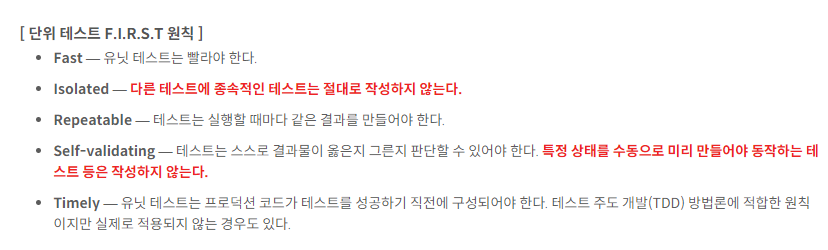 [ 단위 테스트 F.I.R.S.T 원칙 ]
• Fast — 유닛 테스트는 빨라야 한다.
• Isolated — 다른 테스트에 종속적인 테스트는 절대로 작성하지 않는다.
• Repeatable — 테스트는 실행할 때마다 같은 결과를 만들어야 한다.
• Self-validating — 테스트는 스스로 결과물이 옳은지 그른지 판단할 수 있어야 한다. 특정 상태를 수동으로 미리 만들어야 동작하는 테
스트 등은 작성하지 않는다.
• Timely — 유닛 테스트는 프로덕션 코드가 테스트를 성공하기 직전에 구성되어야 한다. 테스트 주도 개발(TDD) 방법론에 적합한 원칙
이지만 실제로 적용되지 않는 경우도 있다.